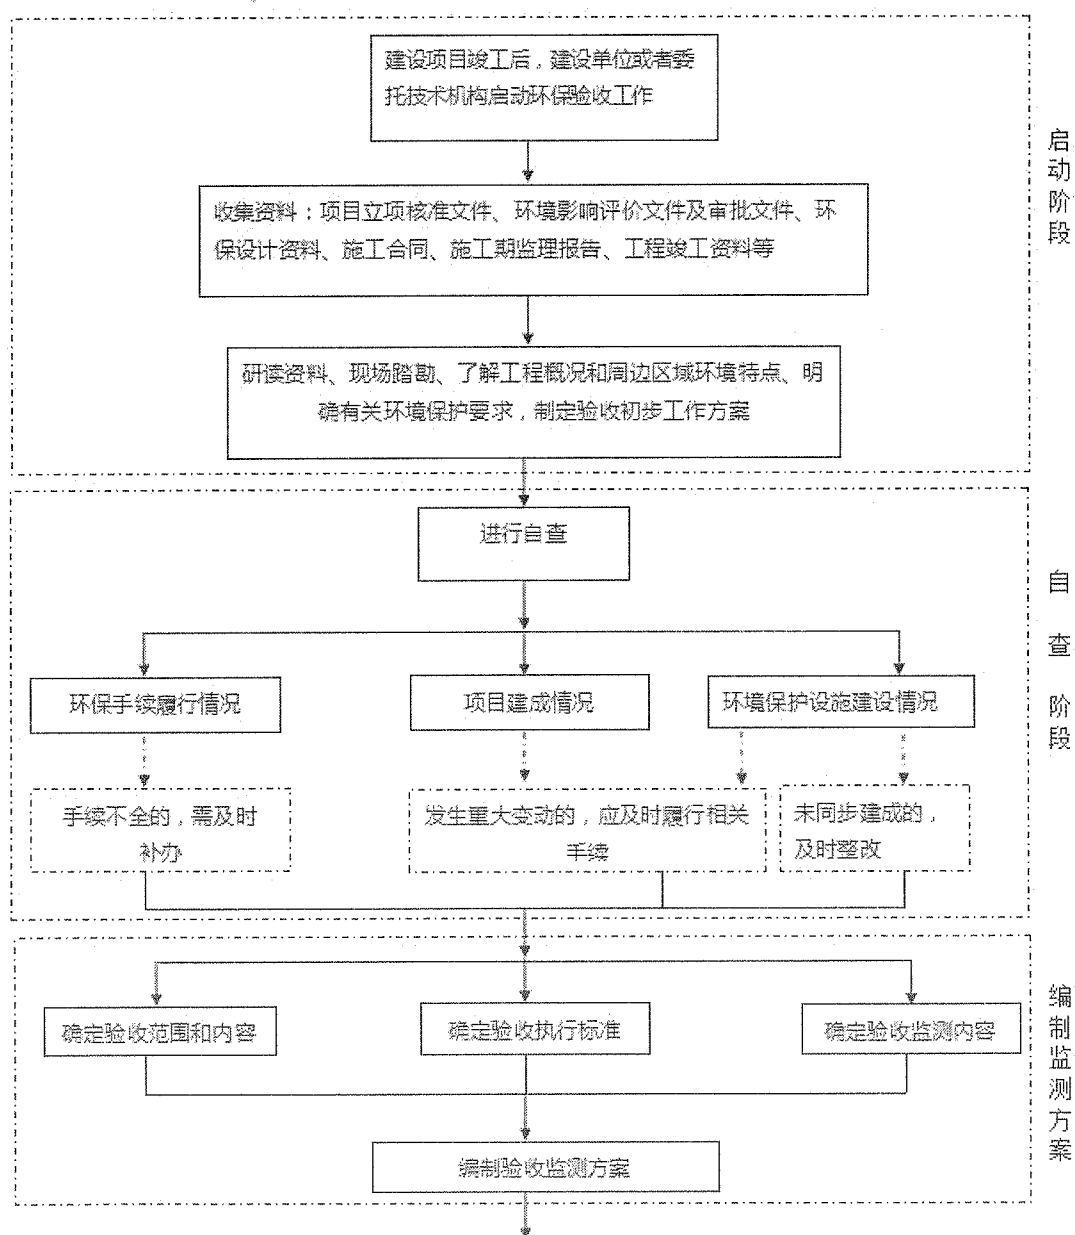 建设项目竣工后，建设单位或者委
托技术机构启动环保验收工作
启动阶段
收集资料：项目立项核准文件、环境影响评价文件及审批文件、环
保设计资料、施工合同、施工期监理报告、工程竣工资料等
研读资料、现场踏勘、了解工程概况和周边区域环境特点、明
确有关环境保护要求，制定验收初步工作方案
进行自查
自查阶段
环保手续履行情况
项目建成情况
环境保护设施建设情况
手续不全的，需及时
补办
发生重大变动的，应及时履行相关
手续
未同步建成的，
及时整改
编制监测方案
确定验收范围和内容
确定验收执行标准
确定验收监测内容
编制验收监测方案